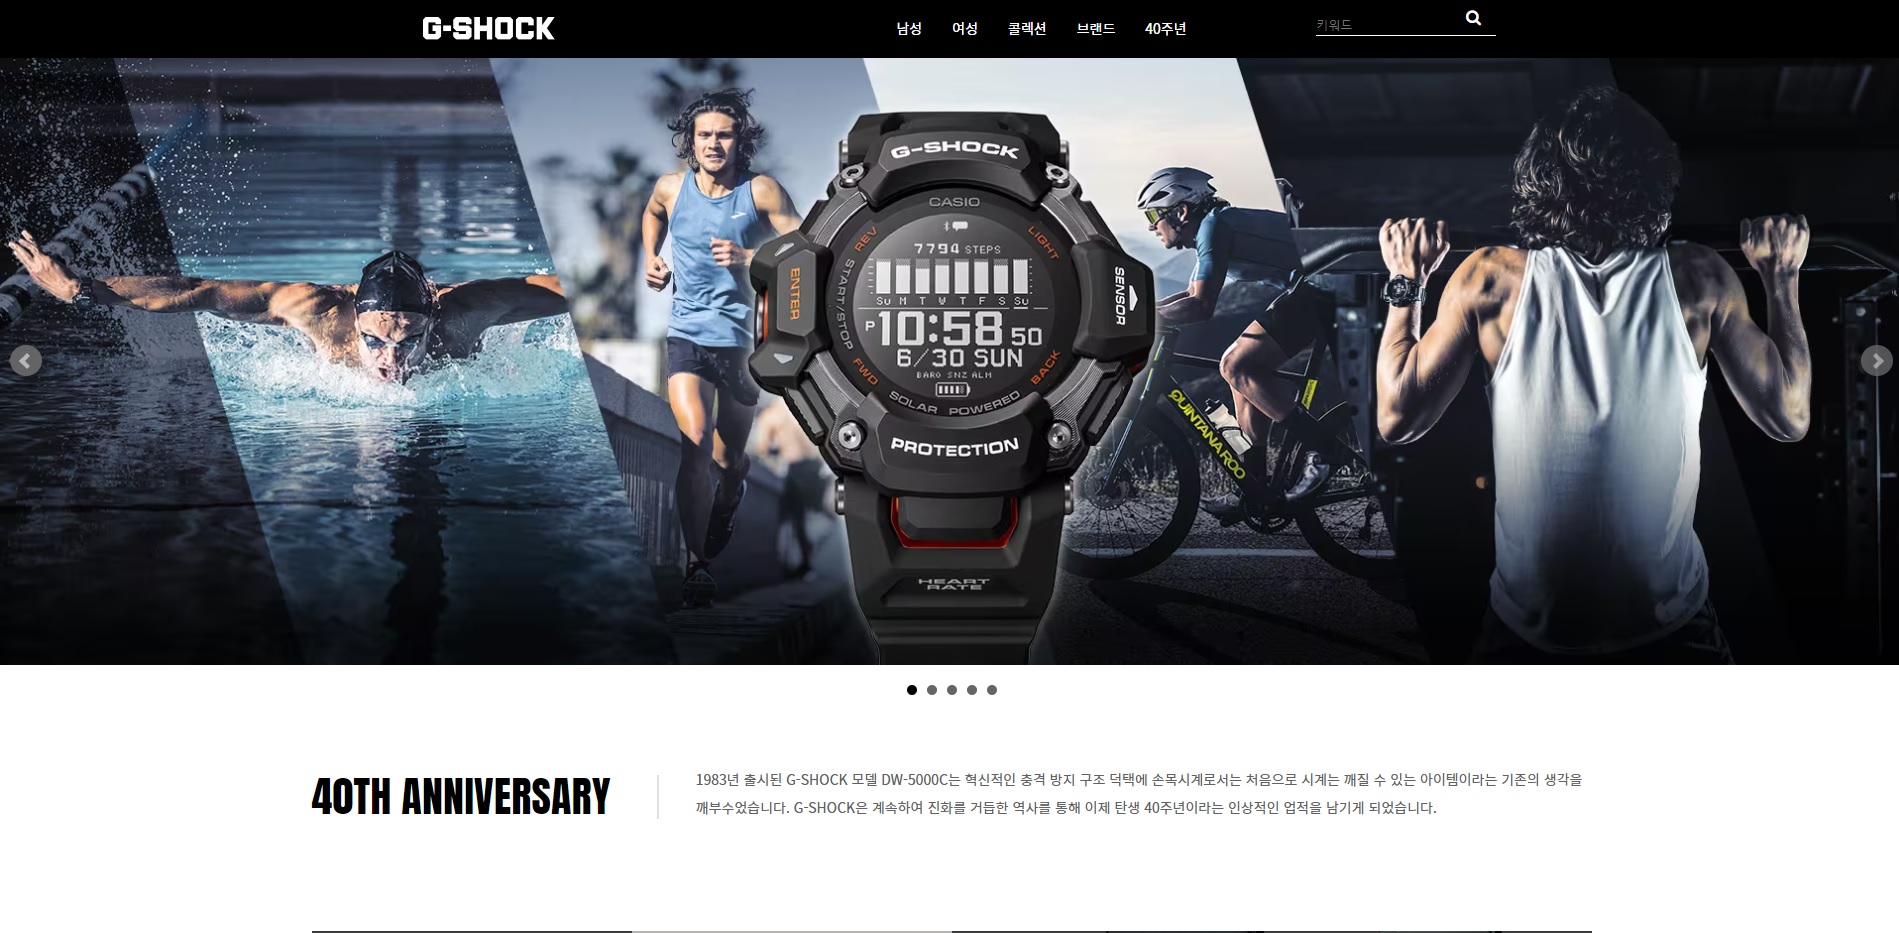 G-SHOCK
남성 여성 콜렉션 브랜드 40주년
키워드
G-SHOCK
CASIO
REV LIGHT
7794 STEPS
START/STOP
ENTER
SENSOR
Su M T W T F S Su
P 10:58 50
6/30 SUN
BARO SNZ ALM
FWD BACK
SOLAR POWERED
PROTECTION
HEART
RATE
QUINTANA ROO
40TH ANNIVERSARY
1983년 출시된 G-SHOCK 모델 DW-5000C는 혁신적인 충격 방지 구조 덕택에 손목시계로서는 처음으로 시계는 깨질 수 있는 아이템이라는 기존의 생각을
깨부수었습니다. G-SHOCK은 계속하여 진화를 거듭한 역사를 통해 이제 탄생 40주년이라는 인상적인 업적을 남기게 되었습니다.